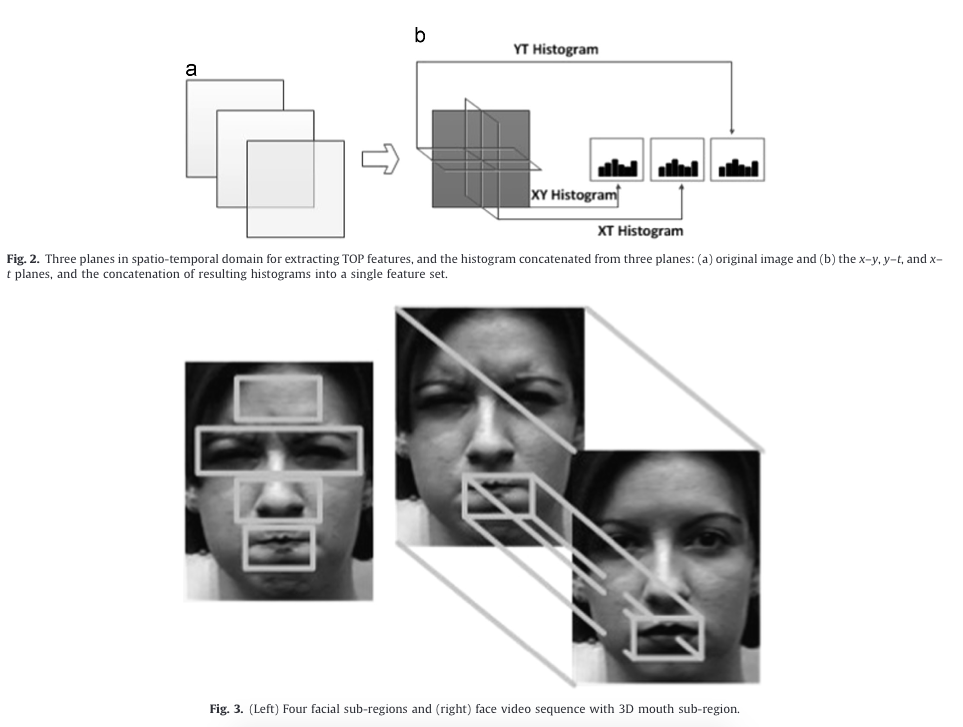 a
b
YT Histogram
XY Histogram
XT Histogram
Fig. 2. Three planes in spatio-temporal domain for extracting TOP features, and the histogram concatenated from three planes: (a) original image and (b) the x–y, y–t, and x–
t planes, and the concatenation of resulting histograms into a single feature set.
Fig. 3. (Left) Four facial sub-regions and (right) face video sequence with 3D mouth sub-region.